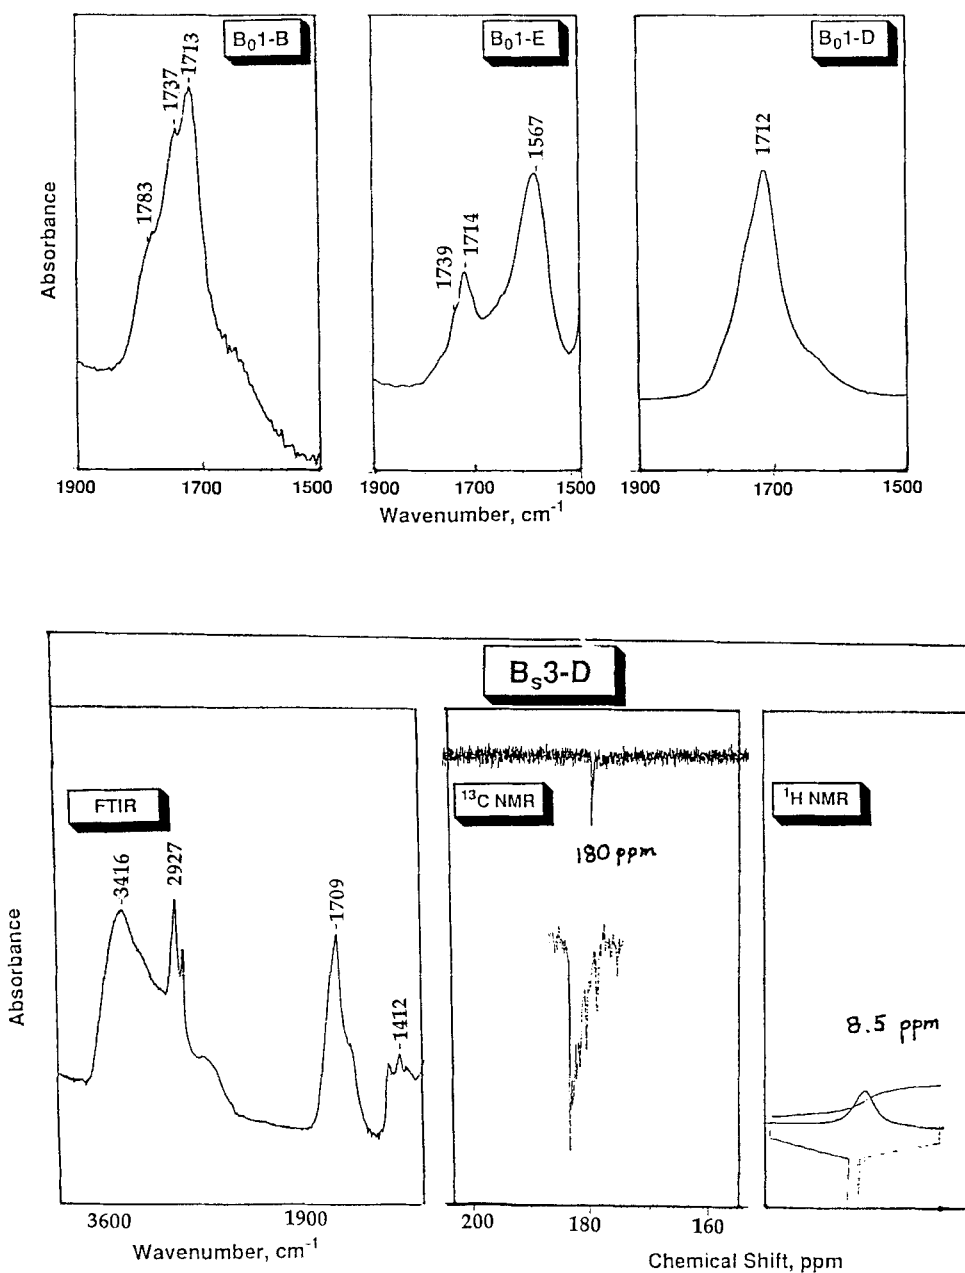 B₀1-B
1783
-1737
-1713
Absorbance
1900
1700
1500
B₀1-E
1739
-1714
-1567
1900
1700
1500
B₀1-D
1712
1900
1700
1500
Wavenumber, cm⁻¹
Bₛ3-D
FTIR
-3416
2927
-1709
-1412
Absorbance
3600
1900
Wavenumber, cm⁻¹
¹³C NMR
180 ppm
200
180
160
¹H NMR
8.5 ppm
Chemical Shift, ppm